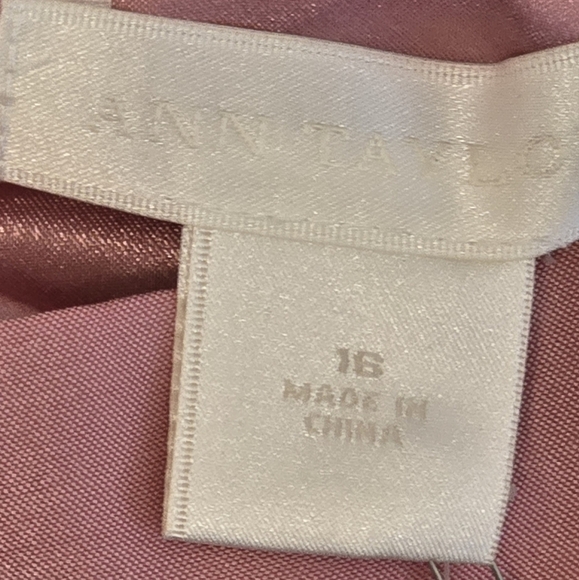 ANN TAYLO
16
MADE IN
CHINA